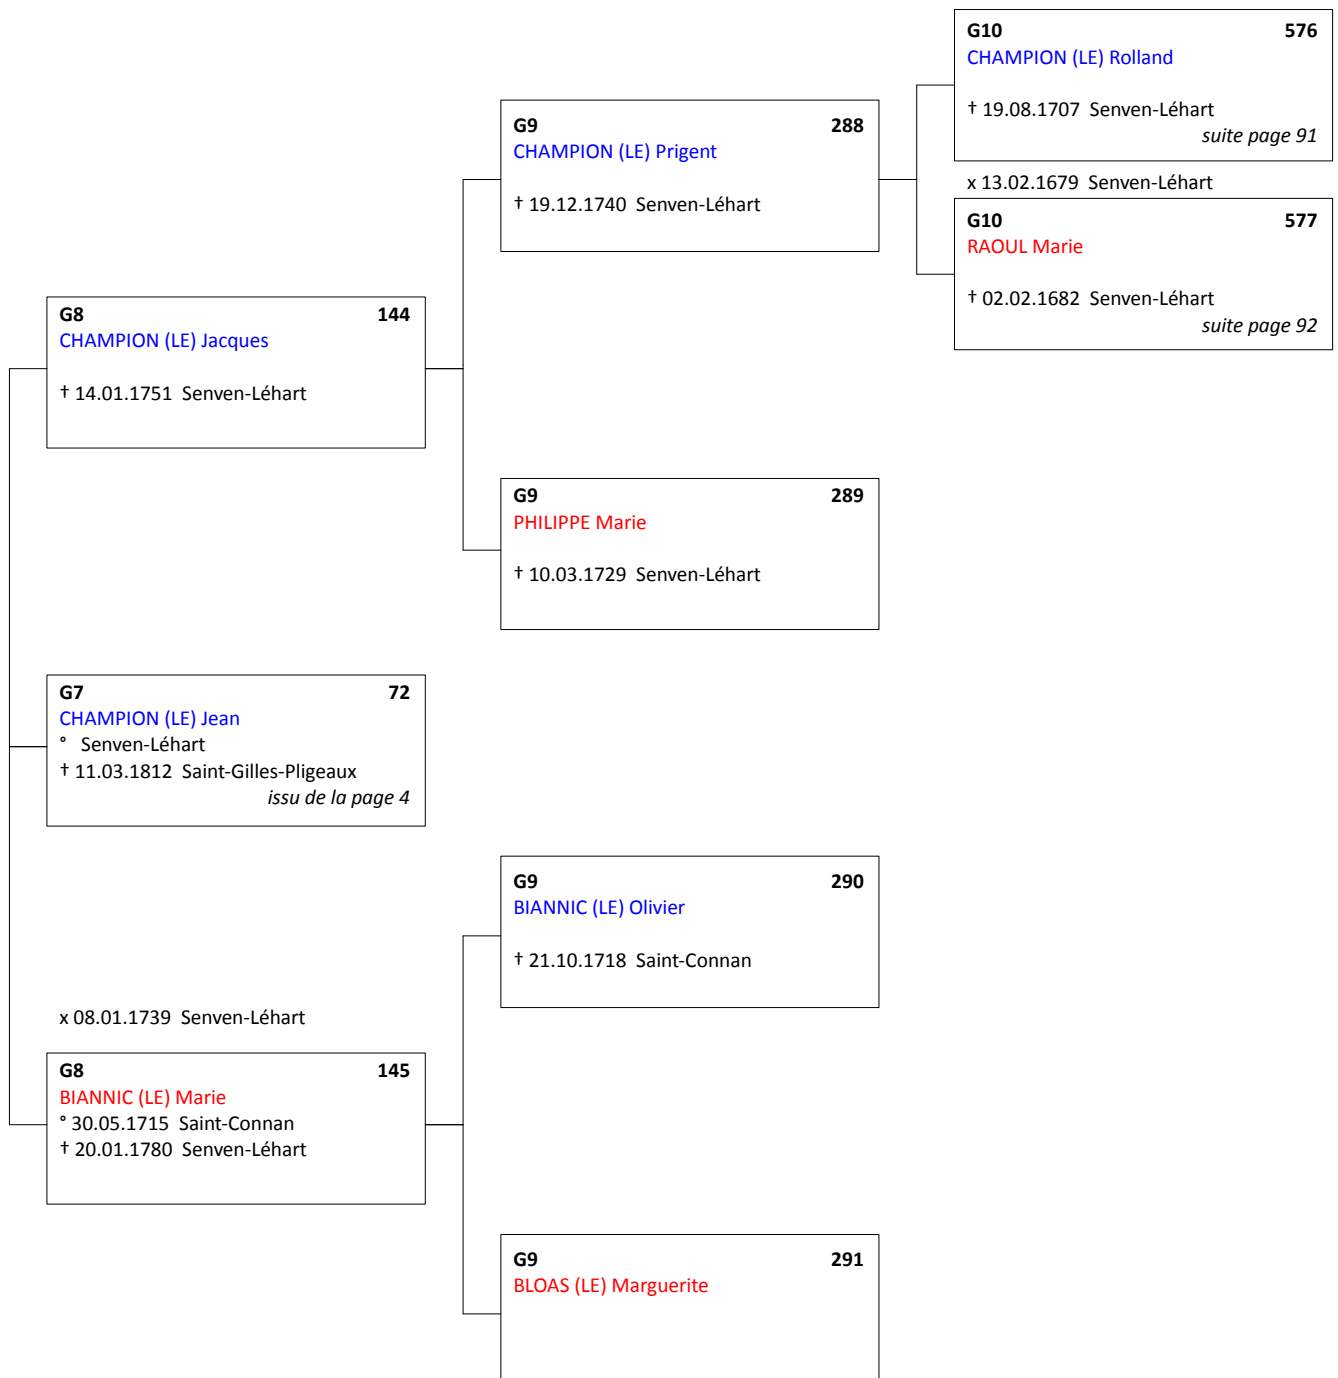 G10 576
CHAMPION (LE) Rolland
† 19.08.1707 Senven-Léhart
suite page 91
x 13.02.1679 Senven-Léhart
G10 577
RAOUL Marie
† 02.02.1682 Senven-Léhart
suite page 92
G9 288
CHAMPION (LE) Prigent
† 19.12.1740 Senven-Léhart
G8 144
CHAMPION (LE) Jacques
† 14.01.1751 Senven-Léhart
G9 289
PHILIPPE Marie
† 10.03.1729 Senven-Léhart
G7 72
CHAMPION (LE) Jean
° Senven-Léhart
† 11.03.1812 Saint-Gilles-Pligeaux
issu de la page 4
G9 290
BIANNIC (LE) Olivier
† 21.10.1718 Saint-Connan
x 08.01.1739 Senven-Léhart
G8 145
BIANNIC (LE) Marie
° 30.05.1715 Saint-Connan
† 20.01.1780 Senven-Léhart
G9 291
BLOAS (LE) Marguerite